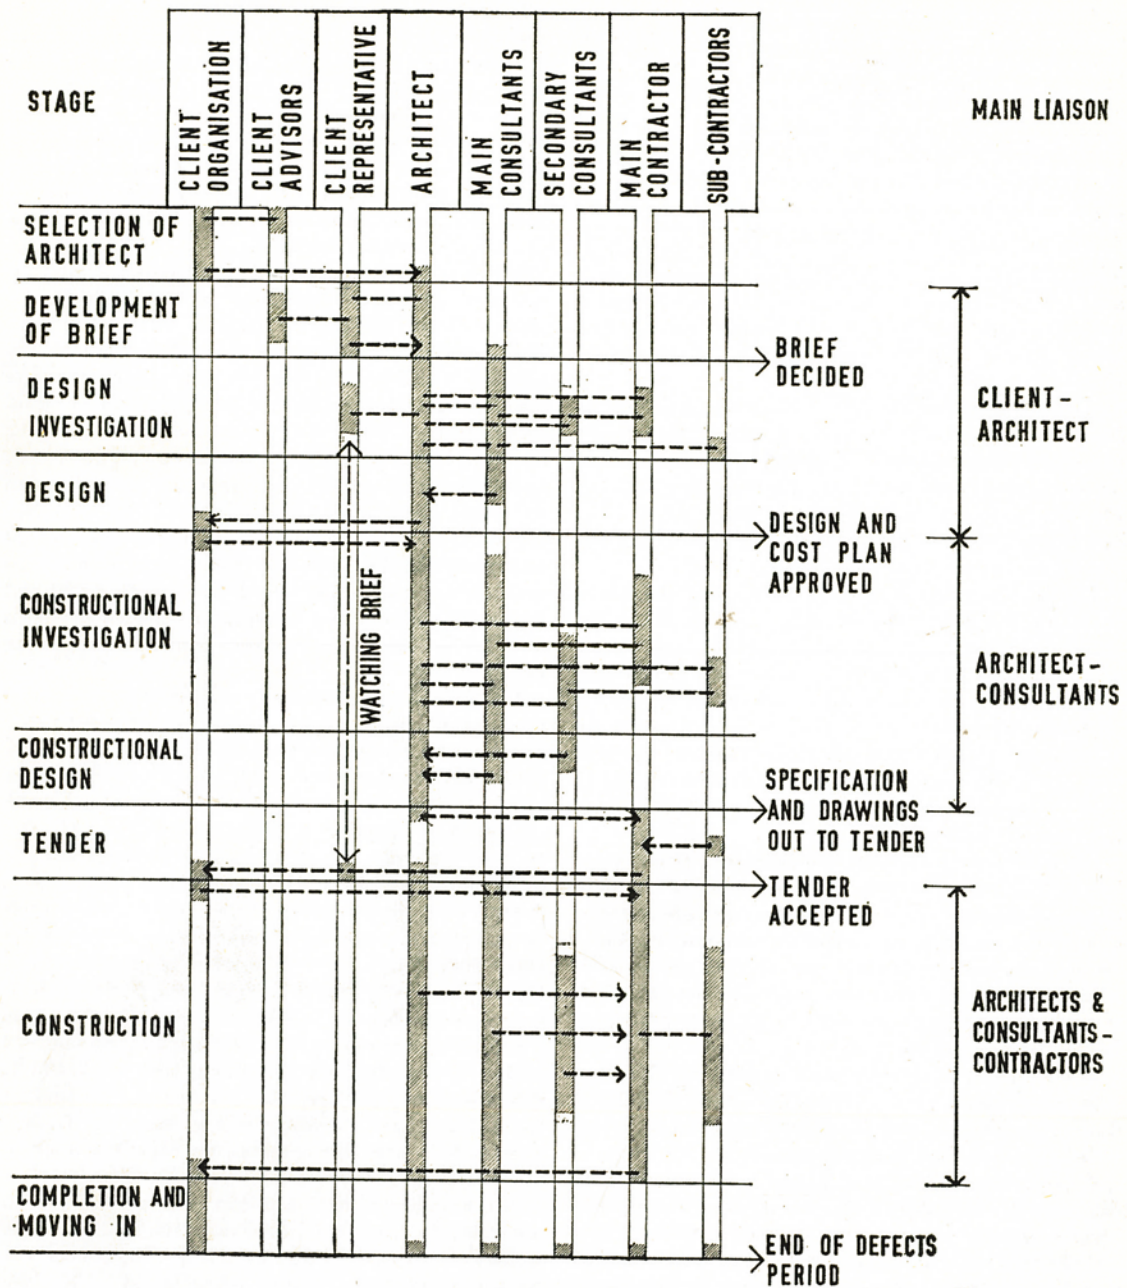 STAGE
CLIENT
ORGANISATION
CLIENT
ADVISORS
CLIENT
REPRESENTATIVE
ARCHITECT
MAIN
CONSULTANTS
SECONDARY
CONSULTANTS
MAIN
CONTRACTOR
SUB-CONTRACTORS
MAIN LIAISON
SELECTION OF
ARCHITECT
DEVELOPMENT
OF BRIEF
BRIEF
DECIDED
DESIGN
INVESTIGATION
CLIENT-
ARCHITECT
DESIGN
DESIGN AND
COST PLAN
APPROVED
CONSTRUCTIONAL
INVESTIGATION
WATCHING BRIEF
ARCHITECT-
CONSULTANTS
CONSTRUCTIONAL
DESIGN
SPECIFICATION
AND DRAWINGS
OUT TO TENDER
TENDER
TENDER
ACCEPTED
CONSTRUCTION
ARCHITECTS &
CONSULTANTS-
CONTRACTORS
COMPLETION AND
MOVING IN
END OF DEFECTS
PERIOD